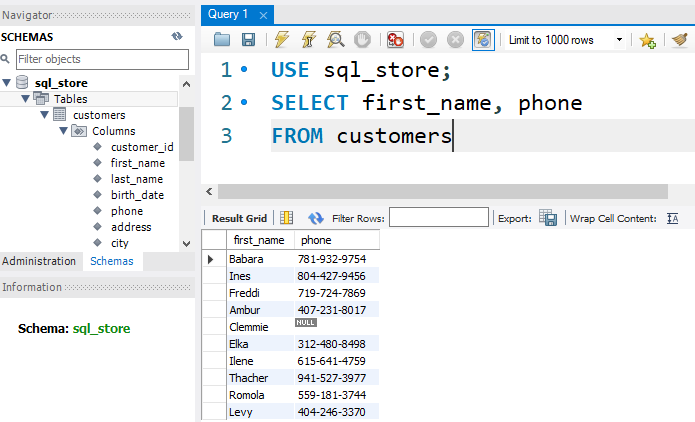 Navigator
SCHEMAS
Filter objects
sql_store
Tables
customers
Columns
customer_id
first_name
last_name
birth_date
phone
address
city
Administration Schemas
Information
Schema: sql_store
Query 1
Limit to 1000 rows
1 USE sql_store;
2 SELECT first_name, phone
3 FROM customers
Result Grid Filter Rows: Export: Wrap Cell Content:
first_name phone
Babara 781-932-9754
Ines 804-427-9456
Freddi 719-724-7869
Ambur 407-231-8017
Clemmie NULL
Elka 312-480-8498
Ilene 615-641-4759
Thacher 941-527-3977
Romola 559-181-3744
Levy 404-246-3370